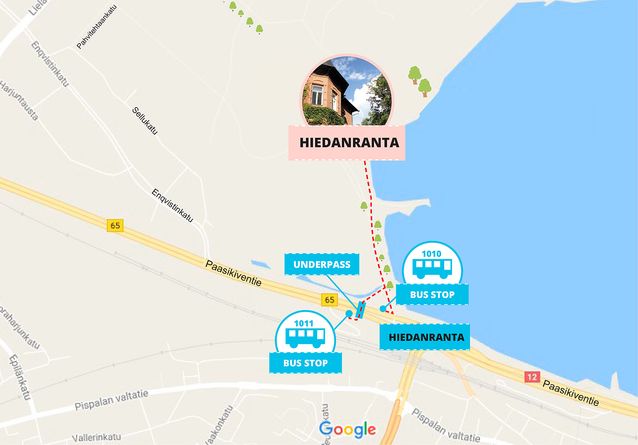 Liela
Pahvitehtaankatu
Enqvistinkatu
Harjuntausta
Sellukatu
HIEDANRANTA
Enqvistinkatu
65
Paasikiventie
1010
UNDERPASS
BUS STOP
65
1011
HIEDANRANTA
BUS STOP
orahorjunkatu
Epilänkatu
12
Paasikiventie
Pispalan valtatie
Pispalan valtatie
Vaakonkatu
Vallerinkatu
Google